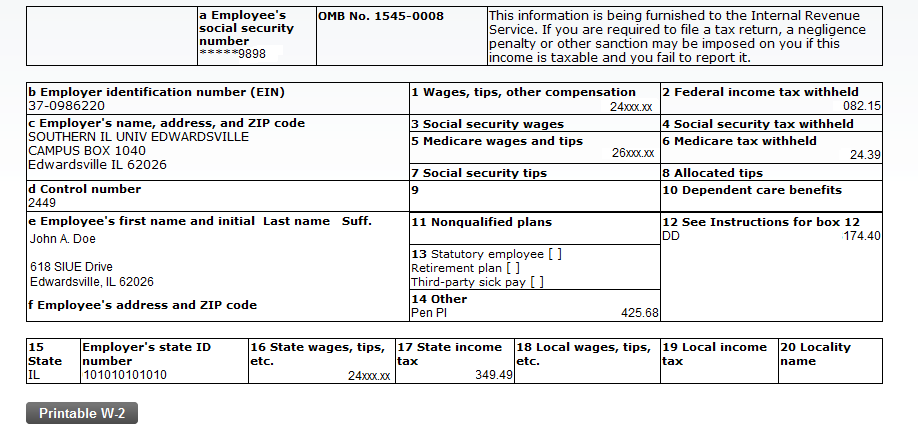 a Employee's
social security
number
*****9898
OMB No. 1545-0008
This information is being furnished to the Internal Revenue
Service. If you are required to file a tax return, a negligence
penalty or other sanction may be imposed on you if this
income is taxable and you fail to report it.
b Employer identification number (EIN)
37-0986220
1 Wages, tips, other compensation
24xxx.xx
2 Federal income tax withheld
082.15
c Employer's name, address, and ZIP code
SOUTHERN IL UNIV EDWARDSVILLE
CAMPUS BOX 1040
Edwardsville IL 62026
3 Social security wages
4 Social security tax withheld
5 Medicare wages and tips
26xxx.xx
6 Medicare tax withheld
24.39
7 Social security tips
8 Allocated tips
d Control number
2449
9
10 Dependent care benefits
e Employee's first name and initial Last name Suff.
John A. Doe
618 SIUE Drive
Edwardsville, IL 62026
f Employee's address and ZIP code
11 Nonqualified plans
12 See Instructions for box 12
DD 174.40
13 Statutory employee [ ]
Retirement plan [ ]
Third-party sick pay [ ]
14 Other
Pen Pl 425.68
15
State
IL
Employer's state ID
number
101010101010
16 State wages, tips,
etc.
24xxx.xx
17 State income
tax
349.49
18 Local wages, tips,
etc.
19 Local income
tax
20 Locality
name
Printable W-2